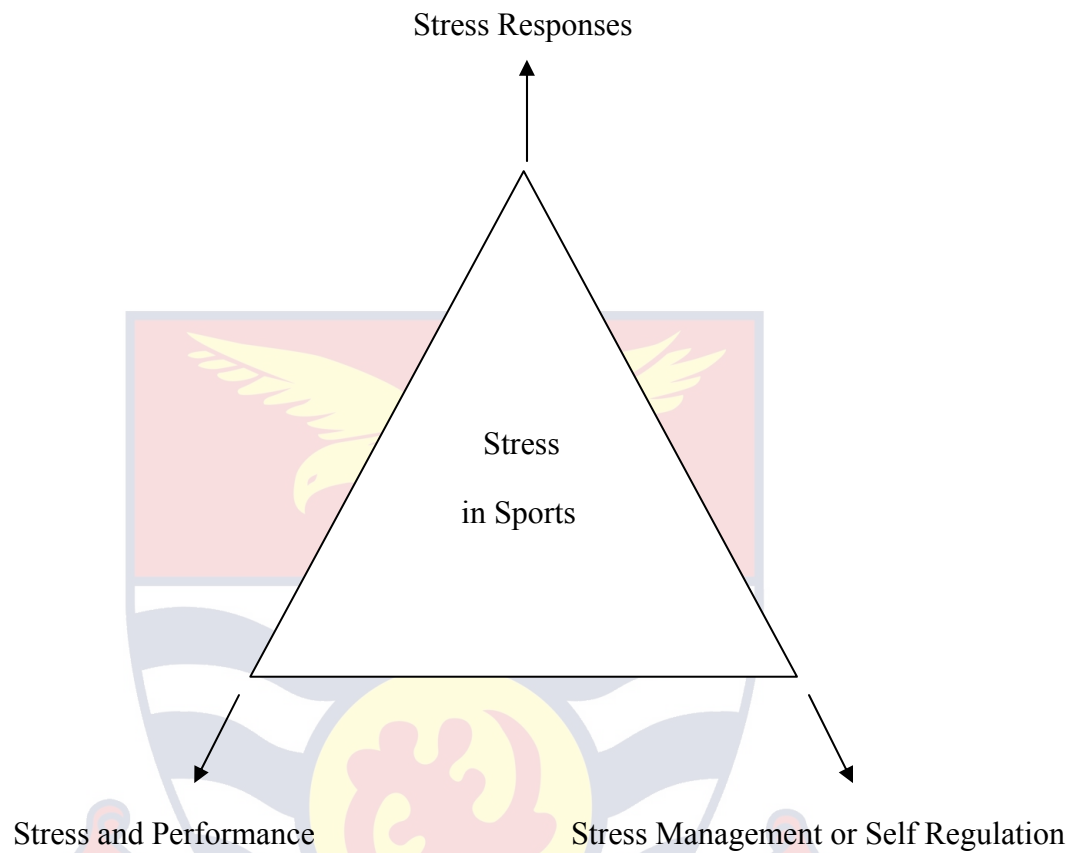 Stress Responses
Stress
in Sports
Stress and Performance
Stress Management or Self Regulation